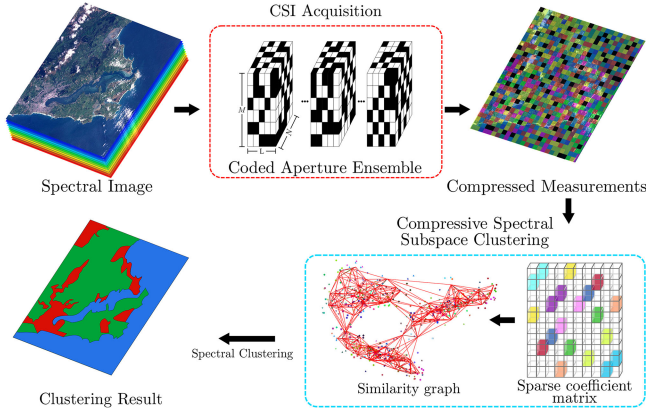 CSI Acquisition
M
N
L
...
...
Coded Aperture Ensemble
Spectral Image
Compressed Measurements
Compressive Spectral
Subspace Clustering
Spectral Clustering
Similarity graph
Sparse coefficient
matrix
Clustering Result